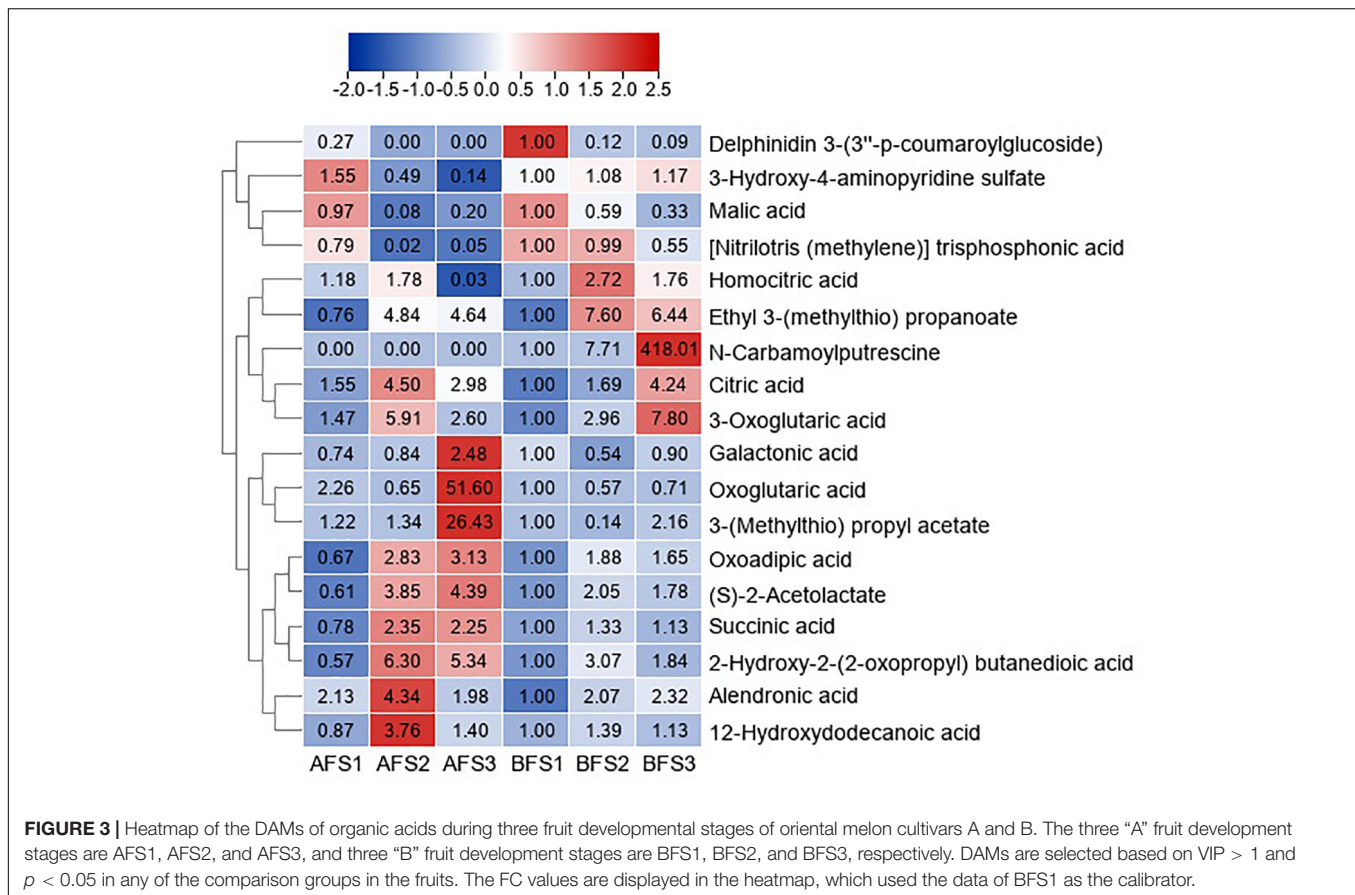 -2.0-1.5-1.0-0.5 0.0 0.5 1.0 1.5 2.0 2.5
0.27 0.00 0.00 1.00 0.12 0.09 Delphinidin 3-(3"-p-coumaroylglucoside)
1.55 0.49 0.14 1.00 1.08 1.17 3-Hydroxy-4-aminopyridine sulfate
0.97 0.08 0.20 1.00 0.59 0.33 Malic acid
0.79 0.02 0.05 1.00 0.99 0.55 [Nitrilotris (methylene)] trisphosphonic acid
1.18 1.78 0.03 1.00 2.72 1.76 Homocitric acid
0.76 4.84 4.64 1.00 7.60 6.44 Ethyl 3-(methylthio) propanoate
0.00 0.00 0.00 1.00 7.71 418.01 N-Carbamoylputrescine
1.55 4.50 2.98 1.00 1.69 4.24 Citric acid
1.47 5.91 2.60 1.00 2.96 7.80 3-Oxoglutaric acid
0.74 0.84 2.48 1.00 0.54 0.90 Galactonic acid
2.26 0.65 51.60 1.00 0.57 0.71 Oxoglutaric acid
1.22 1.34 26.43 1.00 0.14 2.16 3-(Methylthio) propyl acetate
0.67 2.83 3.13 1.00 1.88 1.65 Oxoadipic acid
0.61 3.85 4.39 1.00 2.05 1.78 (S)-2-Acetolactate
0.78 2.35 2.25 1.00 1.33 1.13 Succinic acid
0.57 6.30 5.34 1.00 3.07 1.84 2-Hydroxy-2-(2-oxopropyl) butanedioic acid
2.13 4.34 1.98 1.00 2.07 2.32 Alendronic acid
0.87 3.76 1.40 1.00 1.39 1.13 12-Hydroxydodecanoic acid
AFS1 AFS2 AFS3 BFS1 BFS2 BFS3
FIGURE 3 | Heatmap of the DAMs of organic acids during three fruit developmental stages of oriental melon cultivars A and B. The three “A” fruit development
stages are AFS1, AFS2, and AFS3, and three “B” fruit development stages are BFS1, BFS2, and BFS3, respectively. DAMs are selected based on VIP > 1 and
p < 0.05 in any of the comparison groups in the fruits. The FC values are displayed in the heatmap, which used the data of BFS1 as the calibrator.